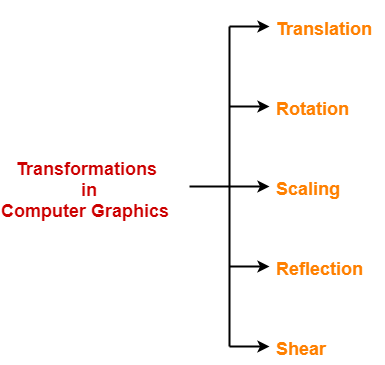 Transformations
in
Computer Graphics
Translation
Rotation
Scaling
Reflection
Shear